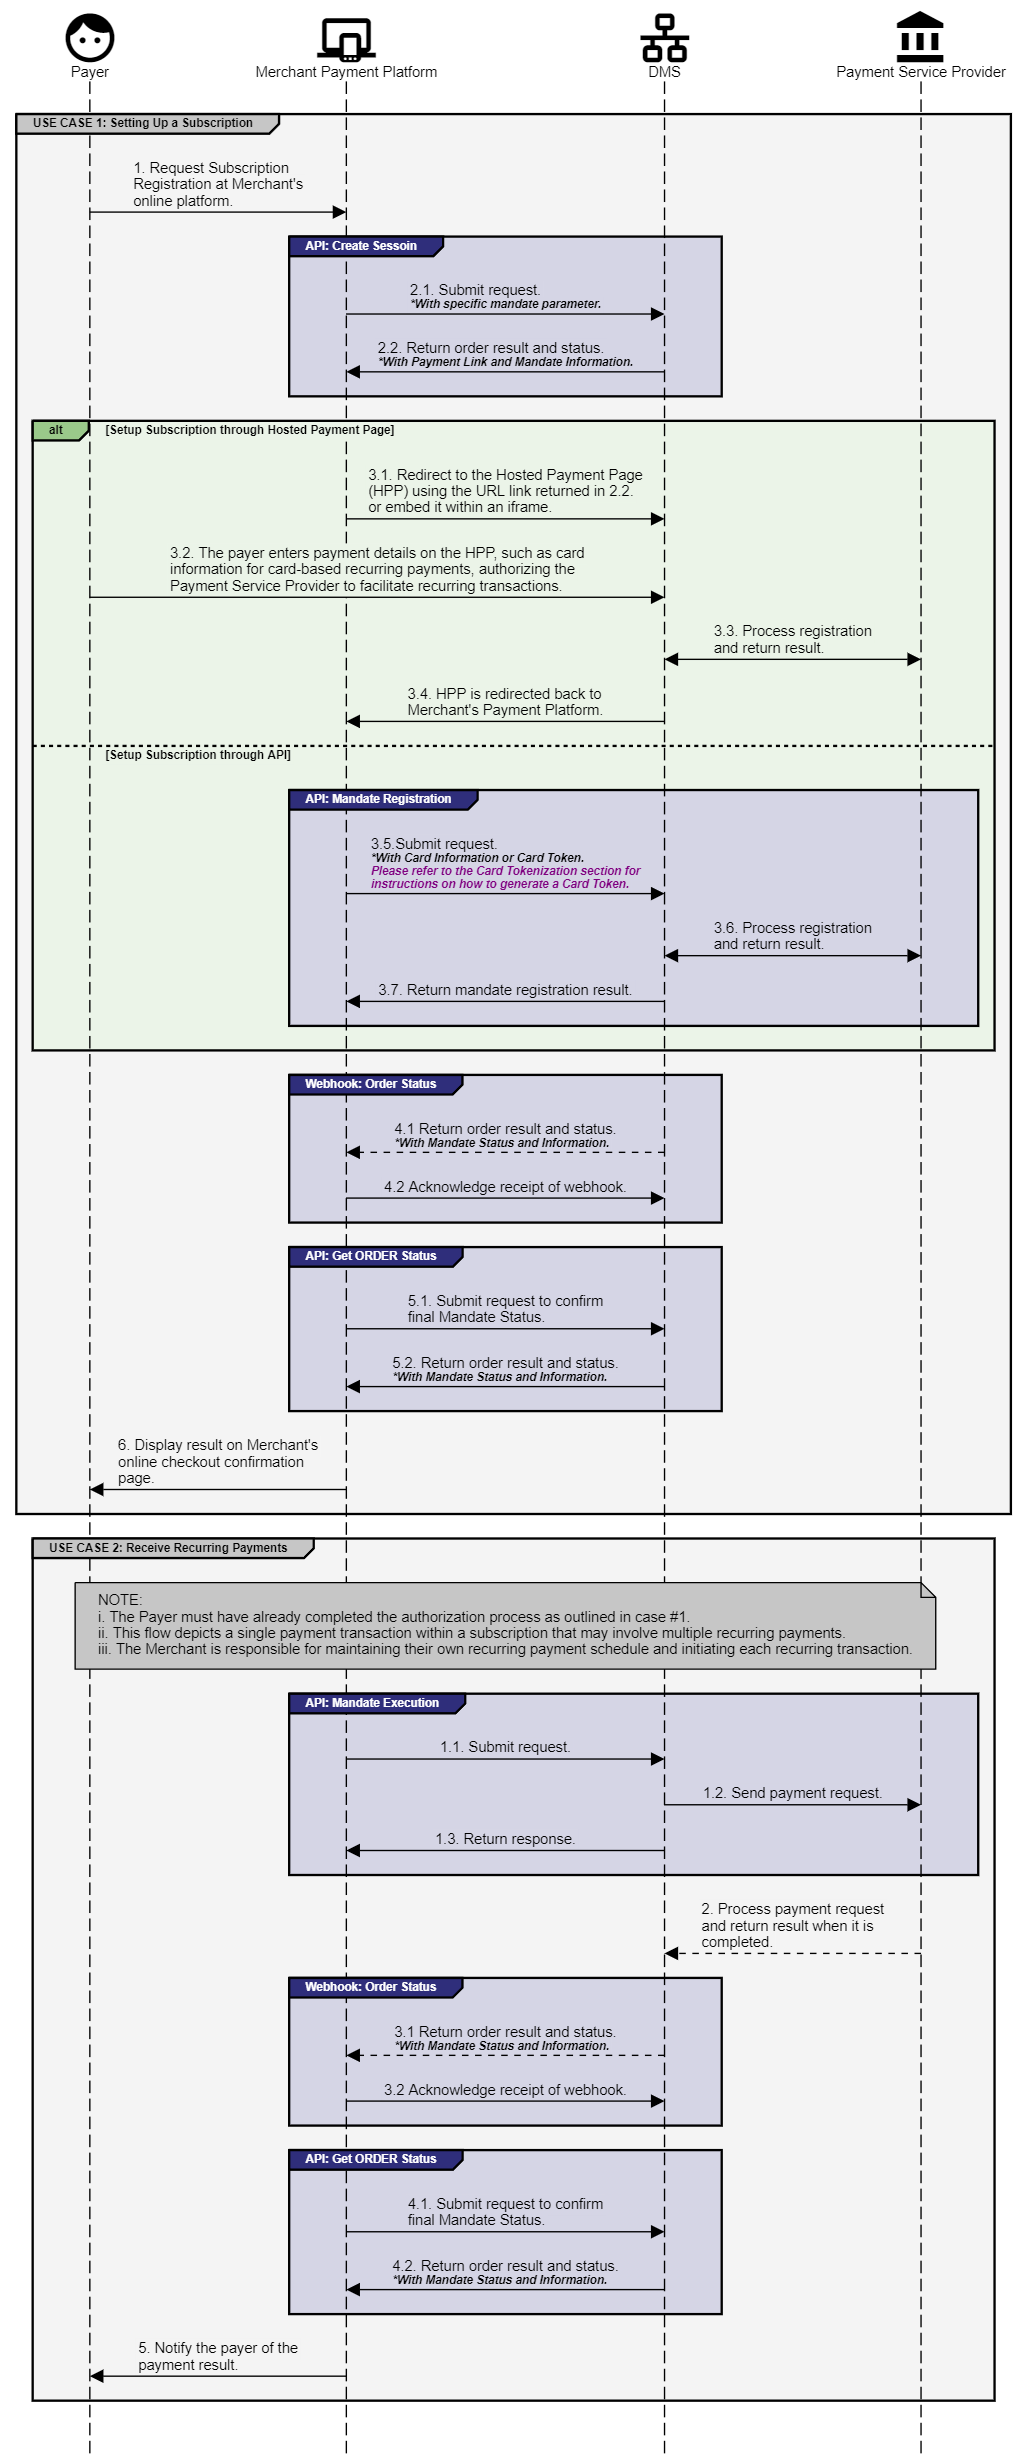 Payer
Merchant Payment Platform
DMS
Payment Service Provider
USE CASE 1: Setting Up a Subscription
1. Request Subscription
Registration at Merchant's
online platform.
API: Create Sessoin
2.1. Submit request.
*With specific mandate parameter.
2.2. Return order result and status.
*With Payment Link and Mandate Information.
alt
[Setup Subscription through Hosted Payment Page]
3.1. Redirect to the Hosted Payment Page
(HPP) using the URL link returned in 2.2.
or embed it within an iframe.
3.2. The payer enters payment details on the HPP, such as card
information for card-based recurring payments, authorizing the
Payment Service Provider to facilitate recurring transactions.
3.3. Process registration
and return result.
3.4. HPP is redirected back to
Merchant's Payment Platform.
[Setup Subscription through API]
API: Mandate Registration
3.5.Submit request.
*With Card Information or Card Token.
Please refer to the Card Tokenization section for
instructions on how to generate a Card Token.
3.6. Process registration
and return result.
3.7. Return mandate registration result.
Webhook: Order Status
4.1 Return order result and status.
*With Mandate Status and Information.
4.2 Acknowledge receipt of webhook.
API: Get ORDER Status
5.1. Submit request to confirm
final Mandate Status.
5.2. Return order result and status.
*With Mandate Status and Information.
6. Display result on Merchant's
online checkout confirmation
page.
USE CASE 2: Receive Recurring Payments
NOTE:
i. The Payer must have already completed the authorization process as outlined in case #1.
ii. This flow depicts a single payment transaction within a subscription that may involve multiple recurring payments.
iii. The Merchant is responsible for maintaining their own recurring payment schedule and initiating each recurring transaction.
API: Mandate Execution
1.1. Submit request.
1.2. Send payment request.
1.3. Return response.
2. Process payment request
and return result when it is
completed.
Webhook: Order Status
3.1 Return order result and status.
*With Mandate Status and Information.
3.2 Acknowledge receipt of webhook.
API: Get ORDER Status
4.1. Submit request to confirm
final Mandate Status.
4.2. Return order result and status.
*With Mandate Status and Information.
5. Notify the payer of the
payment result.